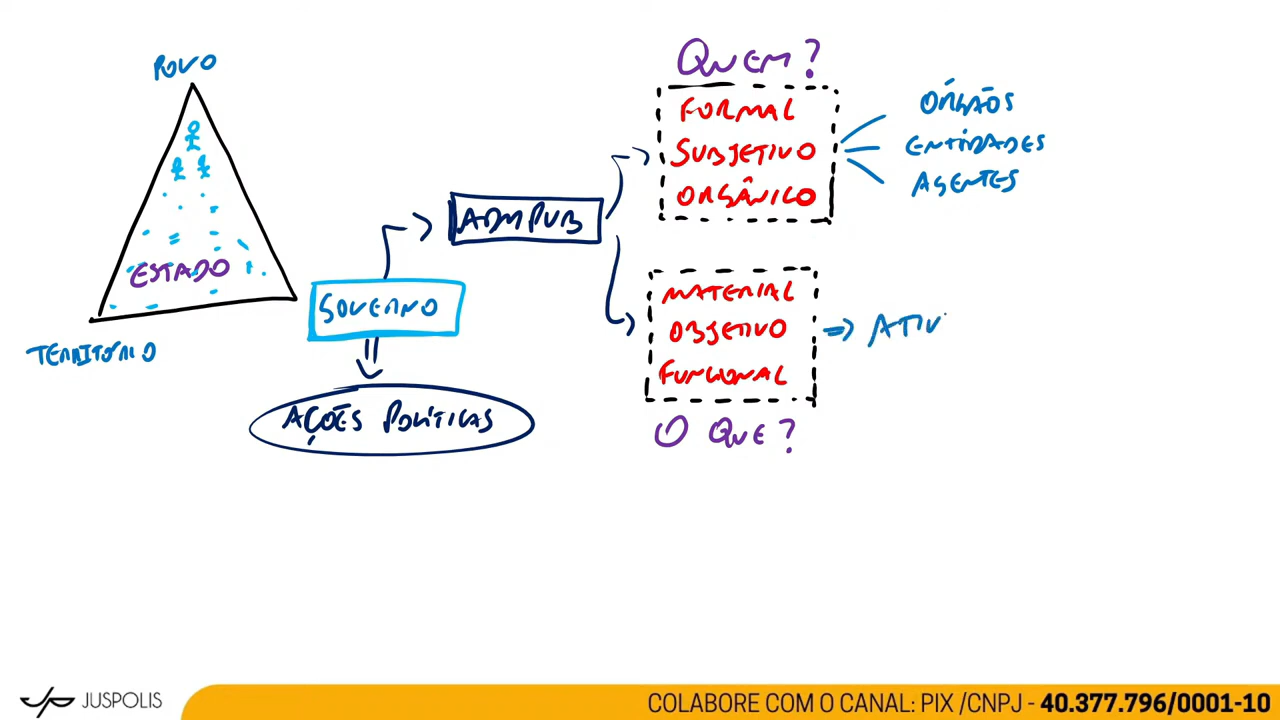 POVO
ESTADO
TERRITÓRIO
GOVERNO
AÇÕES POLÍTICAS
ADM PUB
QUEM?
FORMAL
SUBJETIVO
ORGÂNICO
ÓRGÃOS
ENTIDADES
AGENTES
MATERIAL
OBJETIVO
FUNCIONAL
O QUE?
=> ATIV
JUSPOLIS
COLABORE COM O CANAL: PIX /CNPJ - 40.377.796/0001-10